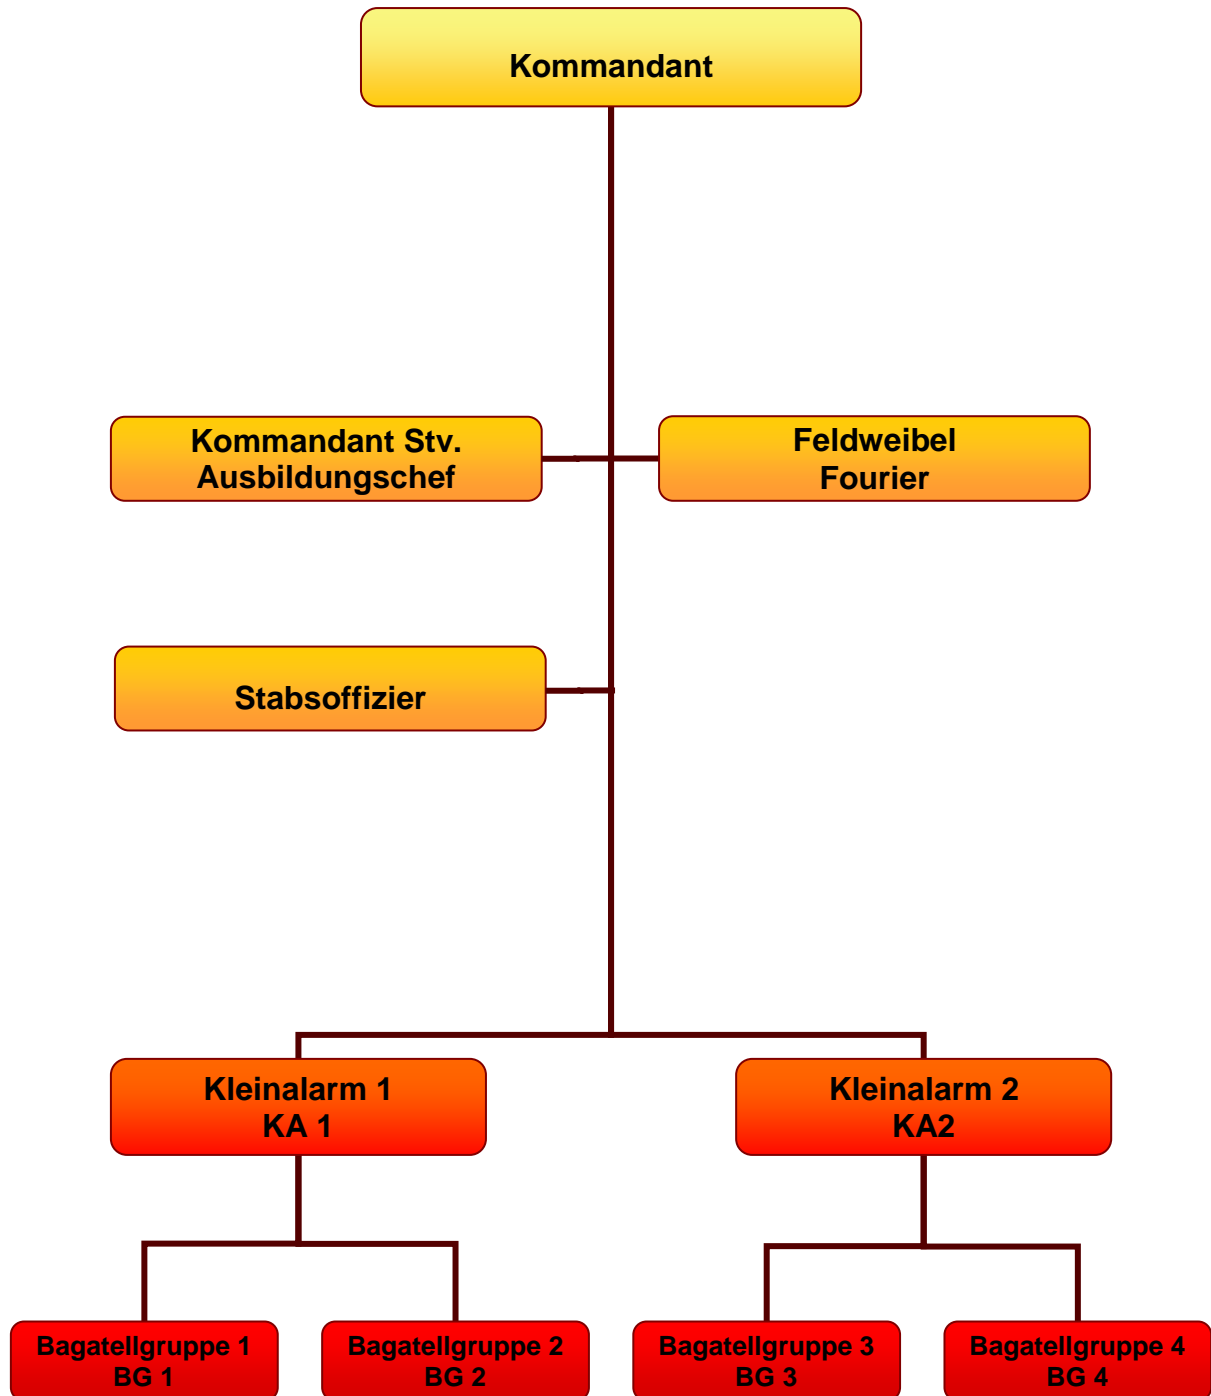 Kommandant
Kommandant Stv.
Ausbildungschef
Feldweibel
Fourier
Stabsoffizier
Kleinalarm 1
KA 1
Kleinalarm 2
KA2
Bagatellgruppe 1
BG 1
Bagatellgruppe 2
BG 2
Bagatellgruppe 3
BG 3
Bagatellgruppe 4
BG 4